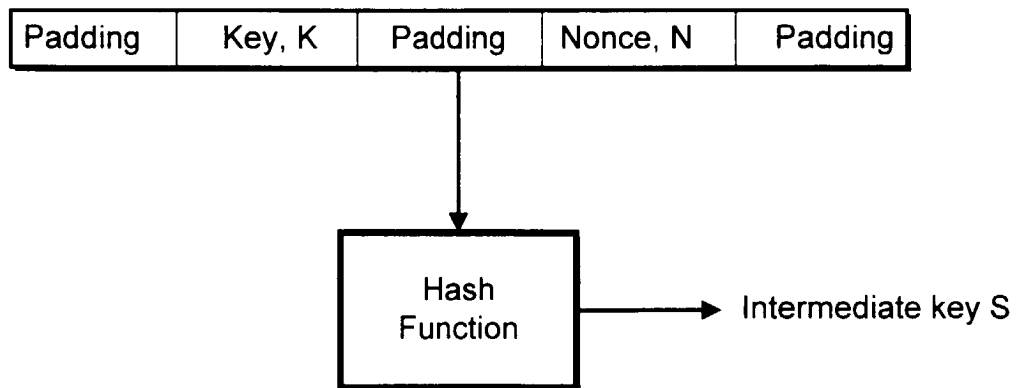 Padding Key, K Padding Nonce, N Padding
Hash
Function
Intermediate key S